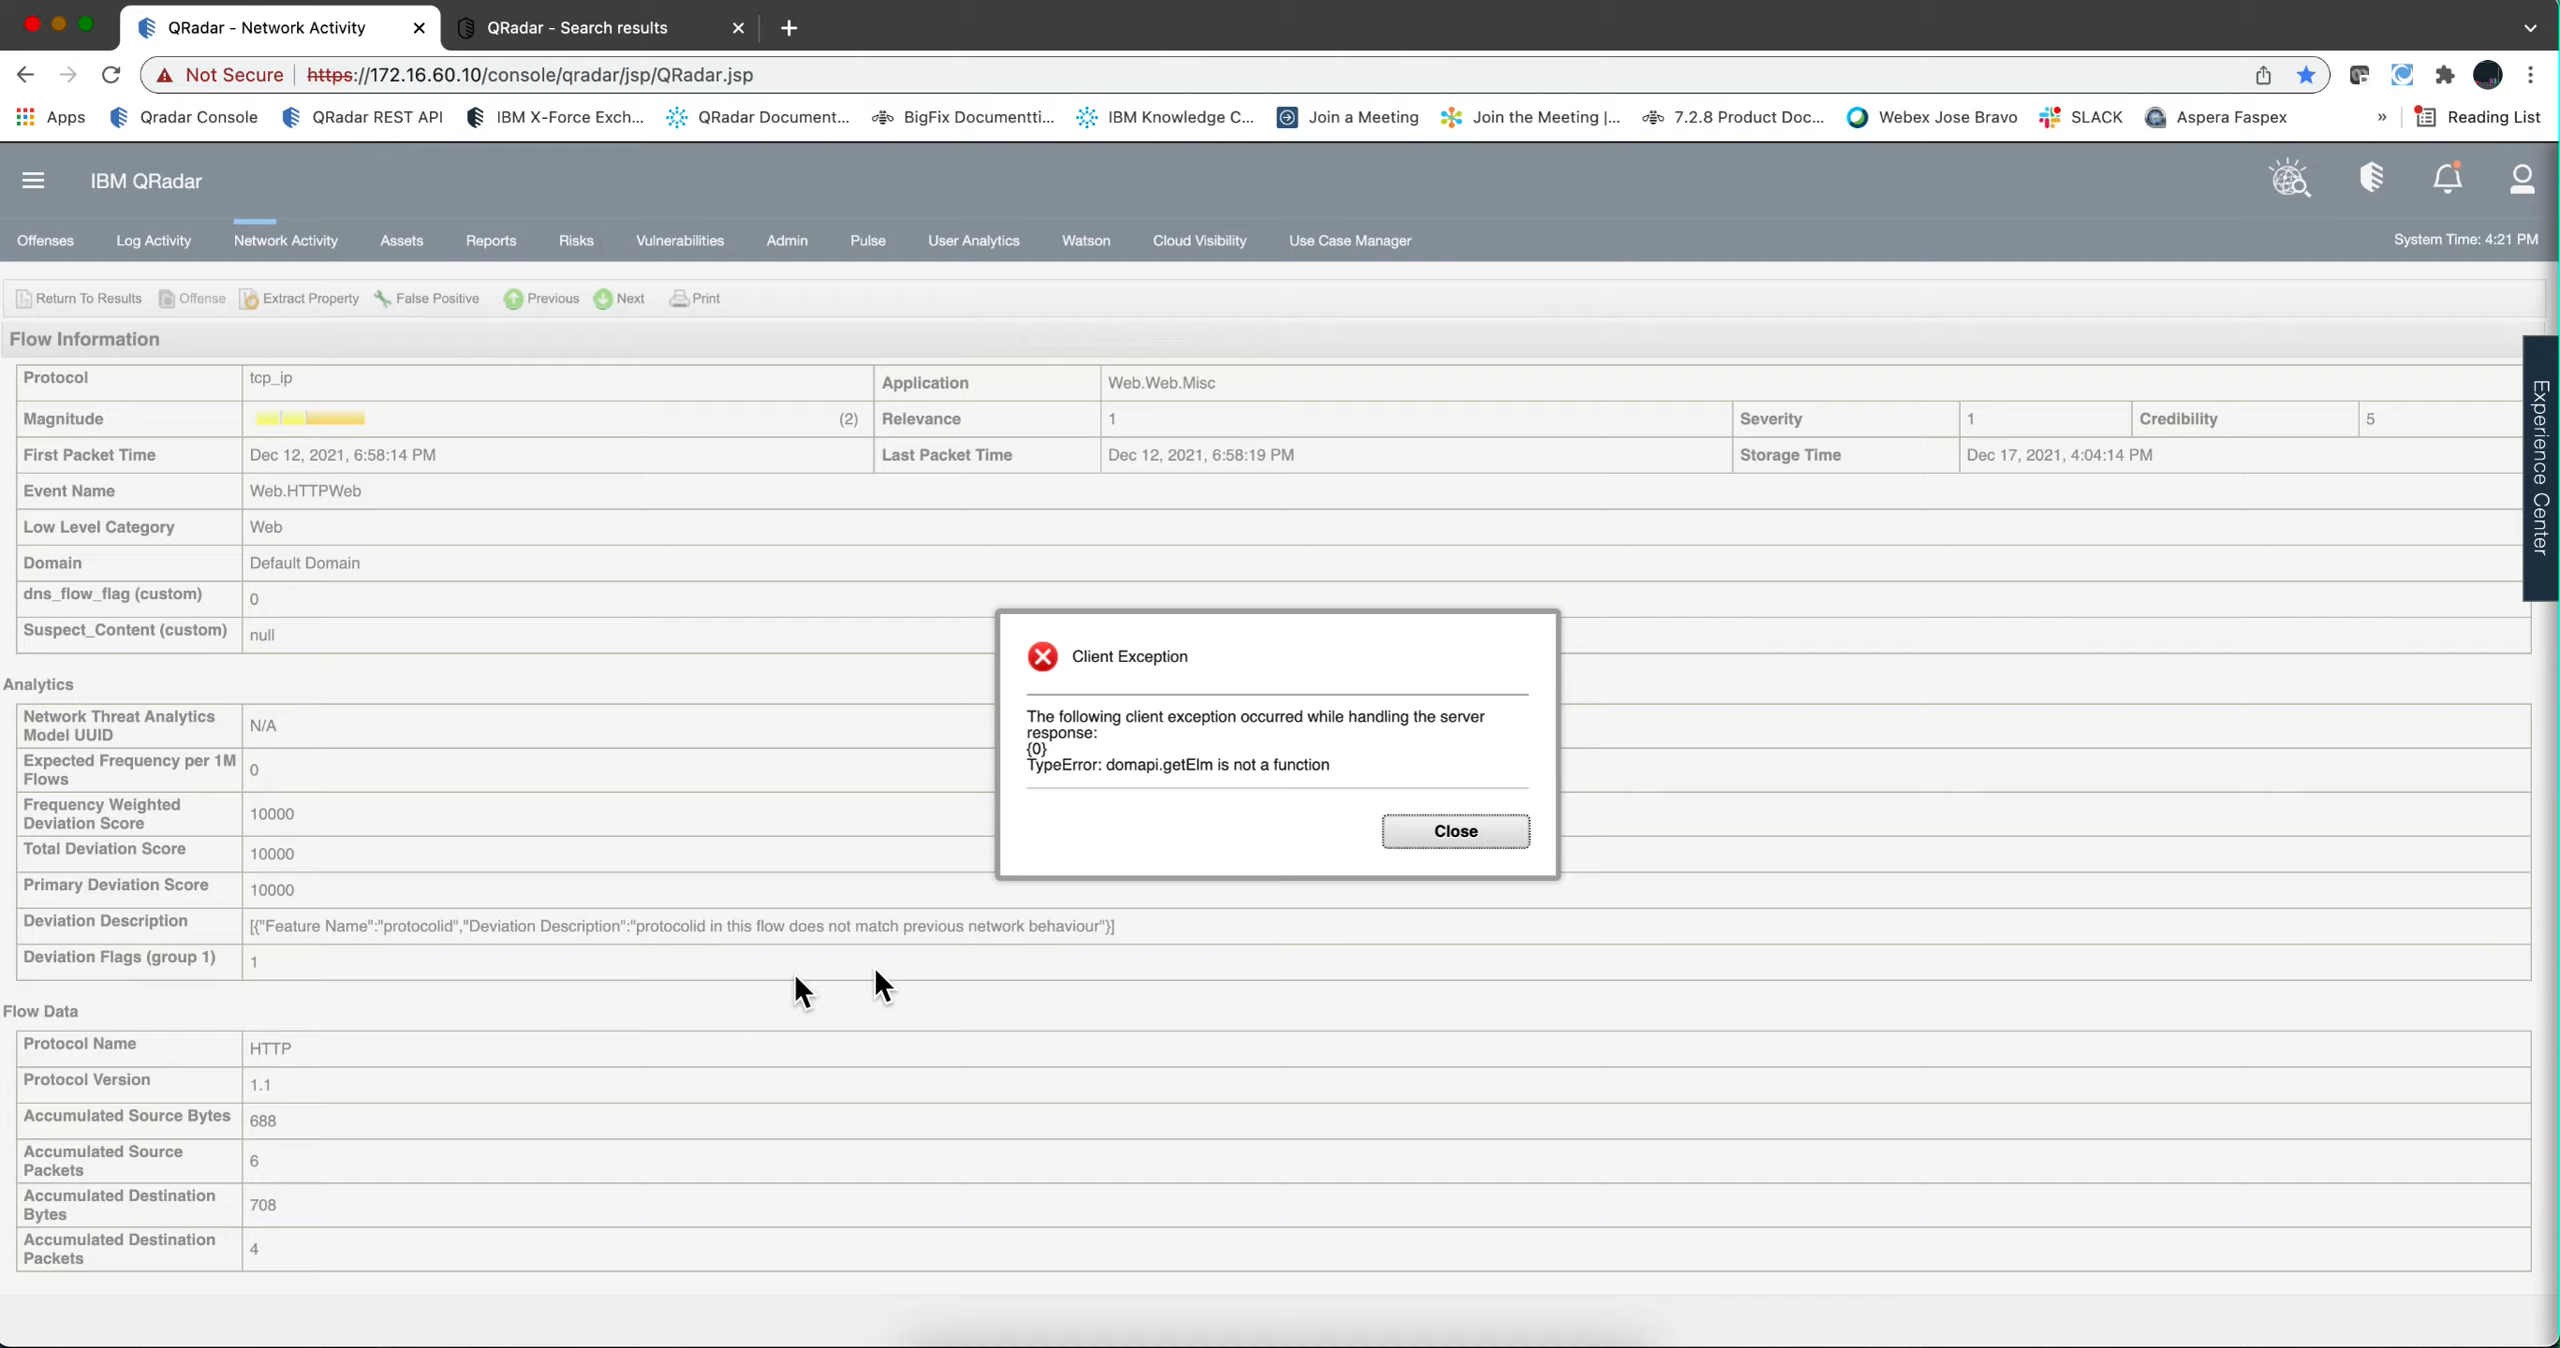 QRadar - Network Activity
QRadar - Search results
Not Secure
https://172.16.60.10/console/qradar/jsp/QRadar.jsp
Apps
Qradar Console
QRadar REST API
IBM X-Force Exch...
QRadar Document...
BigFix Documentti...
IBM Knowledge C...
Join a Meeting
Join the Meeting |...
7.2.8 Product Doc...
Webex Jose Bravo
SLACK
Aspera Faspex
»
Reading List
IBM QRadar
Offenses
Log Activity
Network Activity
Assets
Reports
Risks
Vulnerabilities
Admin
Pulse
User Analytics
Watson
Cloud Visibility
Use Case Manager
System Time: 4:21 PM
Return To Results
Offense
Extract Property
False Positive
Previous
Next
Print
Flow Information
Protocol
tcp_ip
Application
Web.Web.Misc
Magnitude
(2)
Relevance
1
Severity
1
Credibility
5
First Packet Time
Dec 12, 2021, 6:58:14 PM
Last Packet Time
Dec 12, 2021, 6:58:19 PM
Storage Time
Dec 17, 2021, 4:04:14 PM
Event Name
Web.HTTPWeb
Low Level Category
Web
Domain
Default Domain
dns_flow_flag (custom)
0
Suspect_Content (custom)
null
Experience Center
Client Exception
The following client exception occurred while handling the server
response:
{0}
TypeError: domapi.getElm is not a function
Close
Analytics
Network Threat Analytics
Model UUID
N/A
Expected Frequency per 1M
Flows
0
Frequency Weighted
Deviation Score
10000
Total Deviation Score
10000
Primary Deviation Score
10000
Deviation Description
[{"Feature Name":"protocolid","Deviation Description":"protocolid in this flow does not match previous network behaviour"}]
Deviation Flags (group 1)
1
Flow Data
Protocol Name
HTTP
Protocol Version
1.1
Accumulated Source Bytes
688
Accumulated Source
Packets
6
Accumulated Destination
Bytes
708
Accumulated Destination
Packets
4